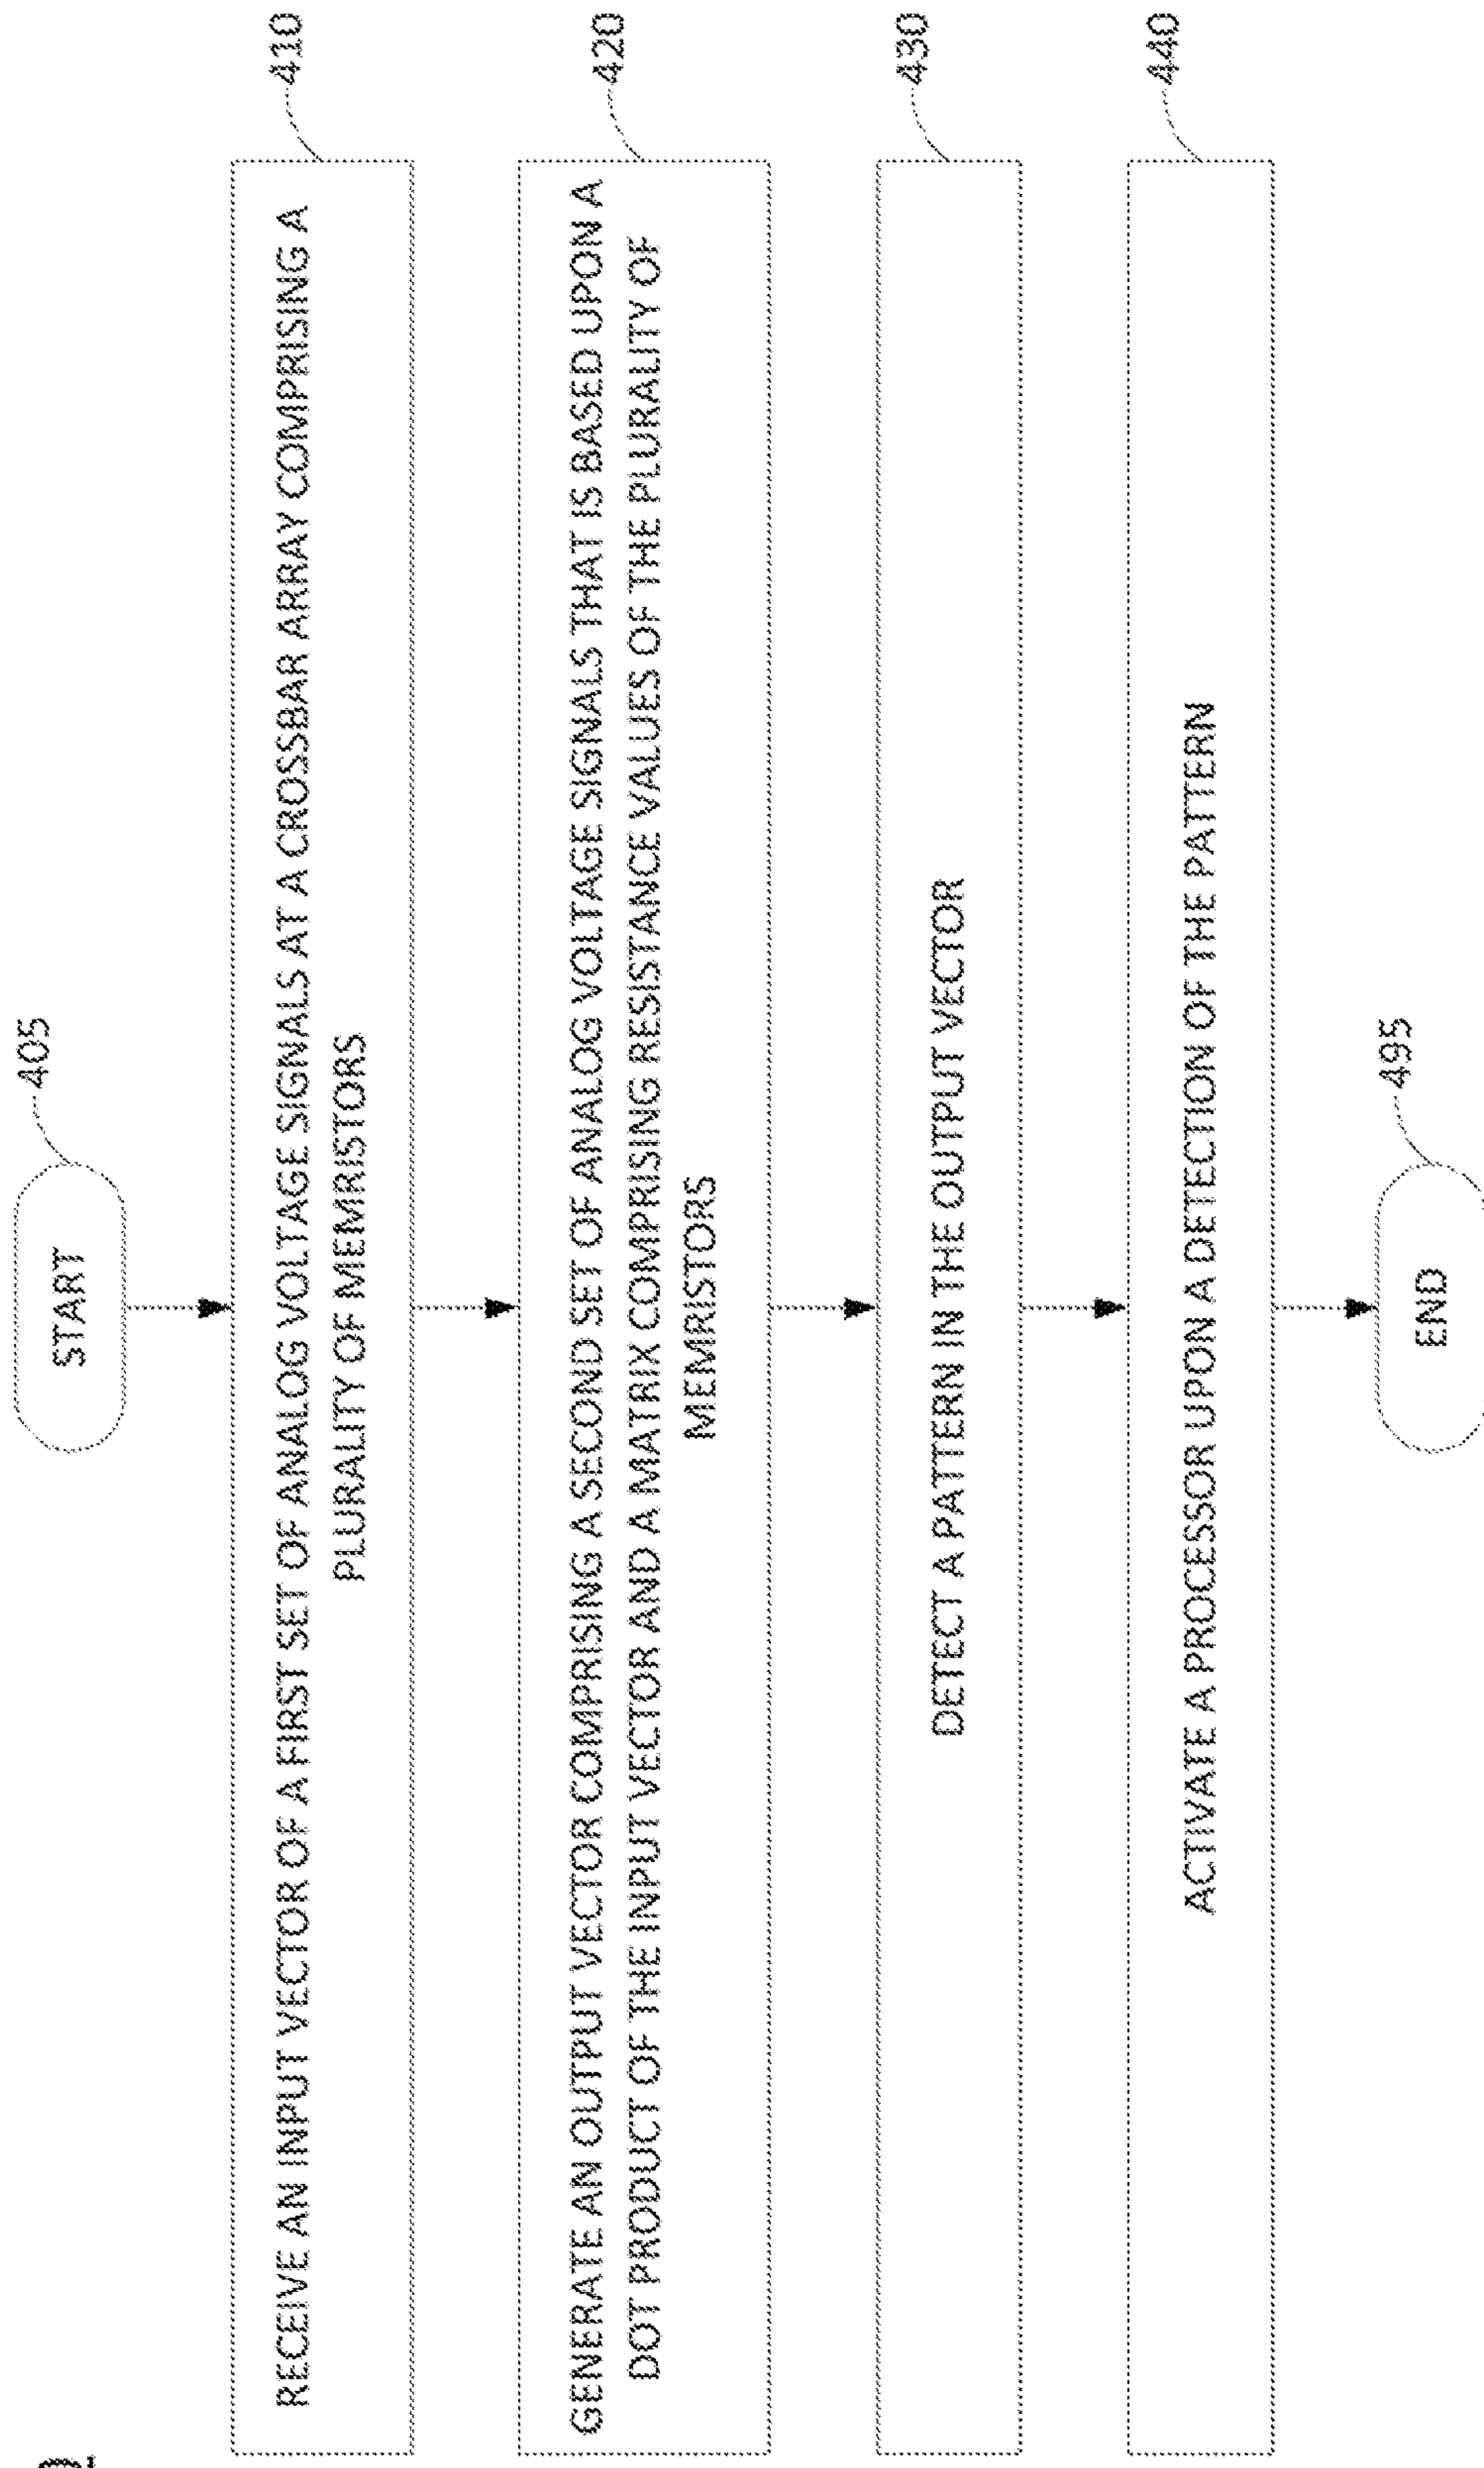 START
405
RECEIVE AN INPUT VECTOR OF A FIRST SET OF ANALOG VOLTAGE SIGNALS AT A CROSSBAR ARRAY COMPRISING A
PLURALITY OF MEMRISTORS
410
GENERATE AN OUTPUT VECTOR COMPRISING A SECOND SET OF ANALOG VOLTAGE SIGNALS THAT IS BASED UPON A
DOT PRODUCT OF THE INPUT VECTOR AND A MATRIX COMPRISING RESISTANCE VALUES OF THE PLURALITY OF
MEMRISTORS
420
DETECT A PATTERN IN THE OUTPUT VECTOR
430
ACTIVATE A PROCESSOR UPON A DETECTION OF THE PATTERN
440
END
495